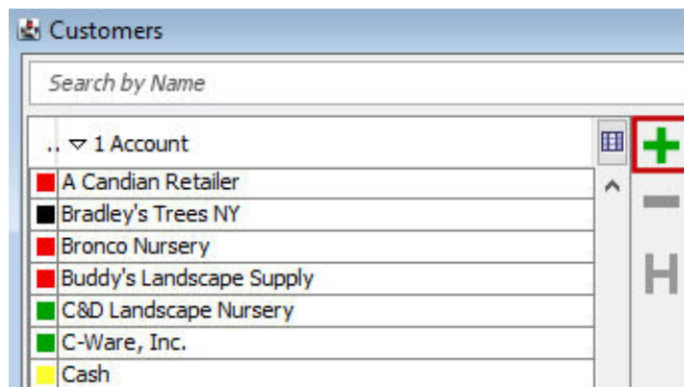 Customers
Search by Name
.. 1 Account
A Candian Retailer
Bradley's Trees NY
Bronco Nursery
Buddy's Landscape Supply
C&D Landscape Nursery
C-Ware, Inc.
Cash
H